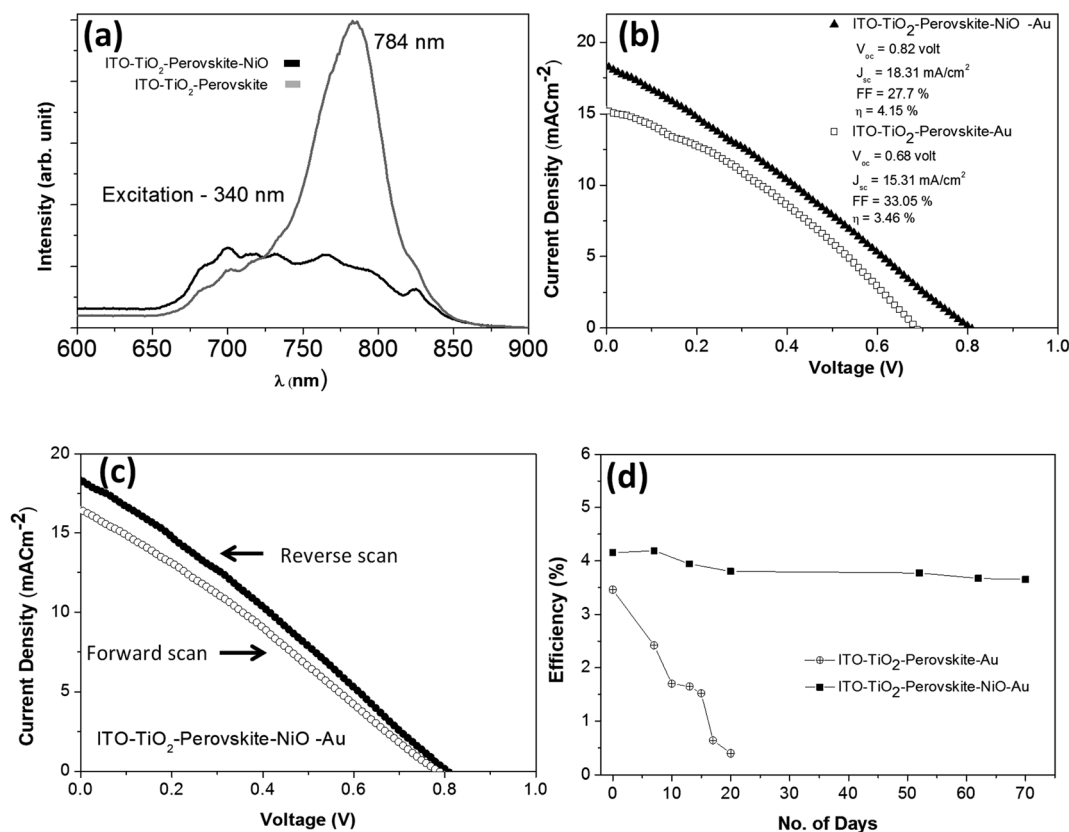 (a)
784 nm
ITO-TiO2-Perovskite-NiO
ITO-TiO2-Perovskite
Excitation - 340 nm
Intensity (arb. unit)
600 650 700 750 800 850 900
λ (nm)
(b)
ITO-TiO2-Perovskite-NiO -Au
Voc = 0.82 volt
Jsc = 18.31 mA/cm2
FF = 27.7 %
η = 4.15 %
ITO-TiO2-Perovskite-Au
Voc = 0.68 volt
Jsc = 15.31 mA/cm2
FF = 33.05 %
η = 3.46 %
Current Density (mACm-2)
20
15
10
5
0
0.0 0.2 0.4 0.6 0.8 1.0
Voltage (V)
(c)
Reverse scan
Forward scan
ITO-TiO2-Perovskite-NiO -Au
Current Density (mACm-2)
20
15
10
5
0
0.0 0.2 0.4 0.6 0.8 1.0
Voltage (V)
(d)
ITO-TiO2-Perovskite-Au
ITO-TiO2-Perovskite-NiO-Au
Efficiency (%)
6
5
4
3
2
1
0
0 10 20 30 40 50 60 70
No. of Days